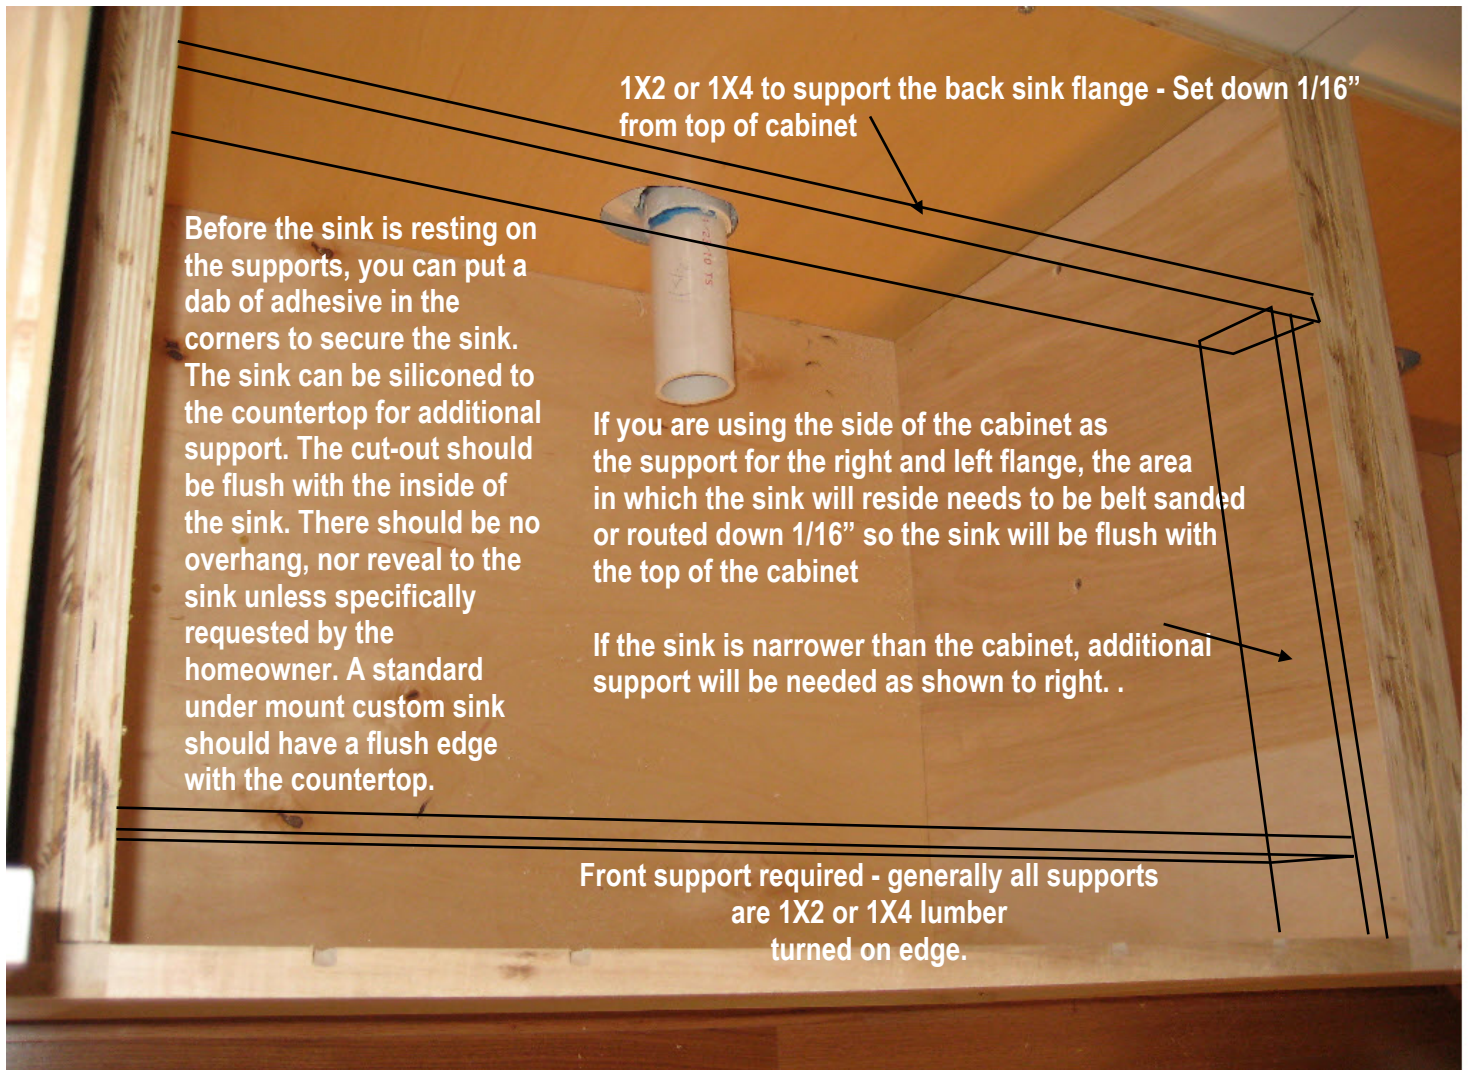 1X2 or 1X4 to support the back sink flange - Set down 1/16”
from top of cabinet
Before the sink is resting on
the supports, you can put a
dab of adhesive in the
corners to secure the sink.
The sink can be siliconed to
the countertop for additional
support. The cut-out should
be flush with the inside of
the sink. There should be no
overhang, nor reveal to the
sink unless specifically
requested by the
homeowner. A standard
under mount custom sink
should have a flush edge
with the countertop.
If you are using the side of the cabinet as
the support for the right and left flange, the area
in which the sink will reside needs to be belt sanded
or routed down 1/16” so the sink will be flush with
the top of the cabinet
If the sink is narrower than the cabinet, additional
support will be needed as shown to right. .
Front support required - generally all supports
are 1X2 or 1X4 lumber
turned on edge.